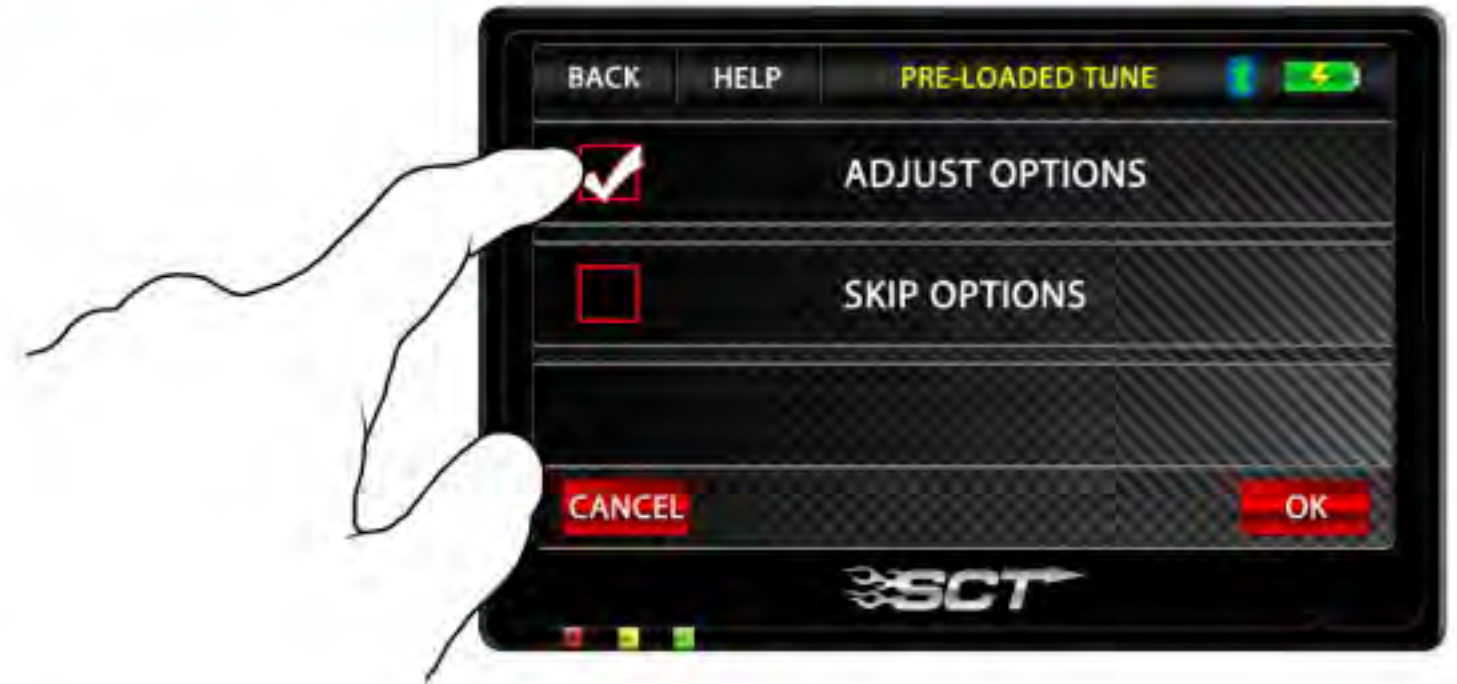 BACK HELP PRE-LOADED TUNE
ADJUST OPTIONS
SKIP OPTIONS
CANCEL OK
SCT